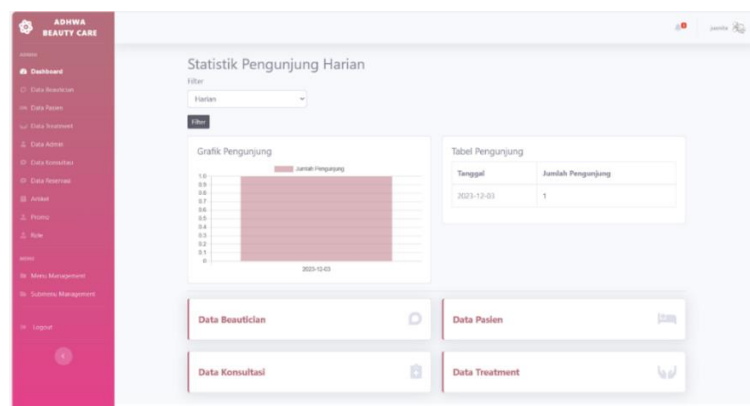 ADHWA
BEAUTY CARE
ADMIN
Dashboard
Data Beautician
Data Pasien
Data Treatment
Data Admin
Data Konsultasi
Data Reservasi
Artikel
Promo
Role
MENU
Menu Management
Submenu Management
Logout
Statistik Pengunjung Harian
Filter
Harian
Filter
Grafik Pengunjung
Jumlah Pengunjung
1.0
0.9
0.8
0.7
0.6
0.5
0.4
0.3
0.2
0.1
0
2023-12-03
Tabel Pengunjung
Tanggal Jumlah Pengunjung
2023-12-03 1
Data Beautician
Data Pasien
Data Konsultasi
Data Treatment